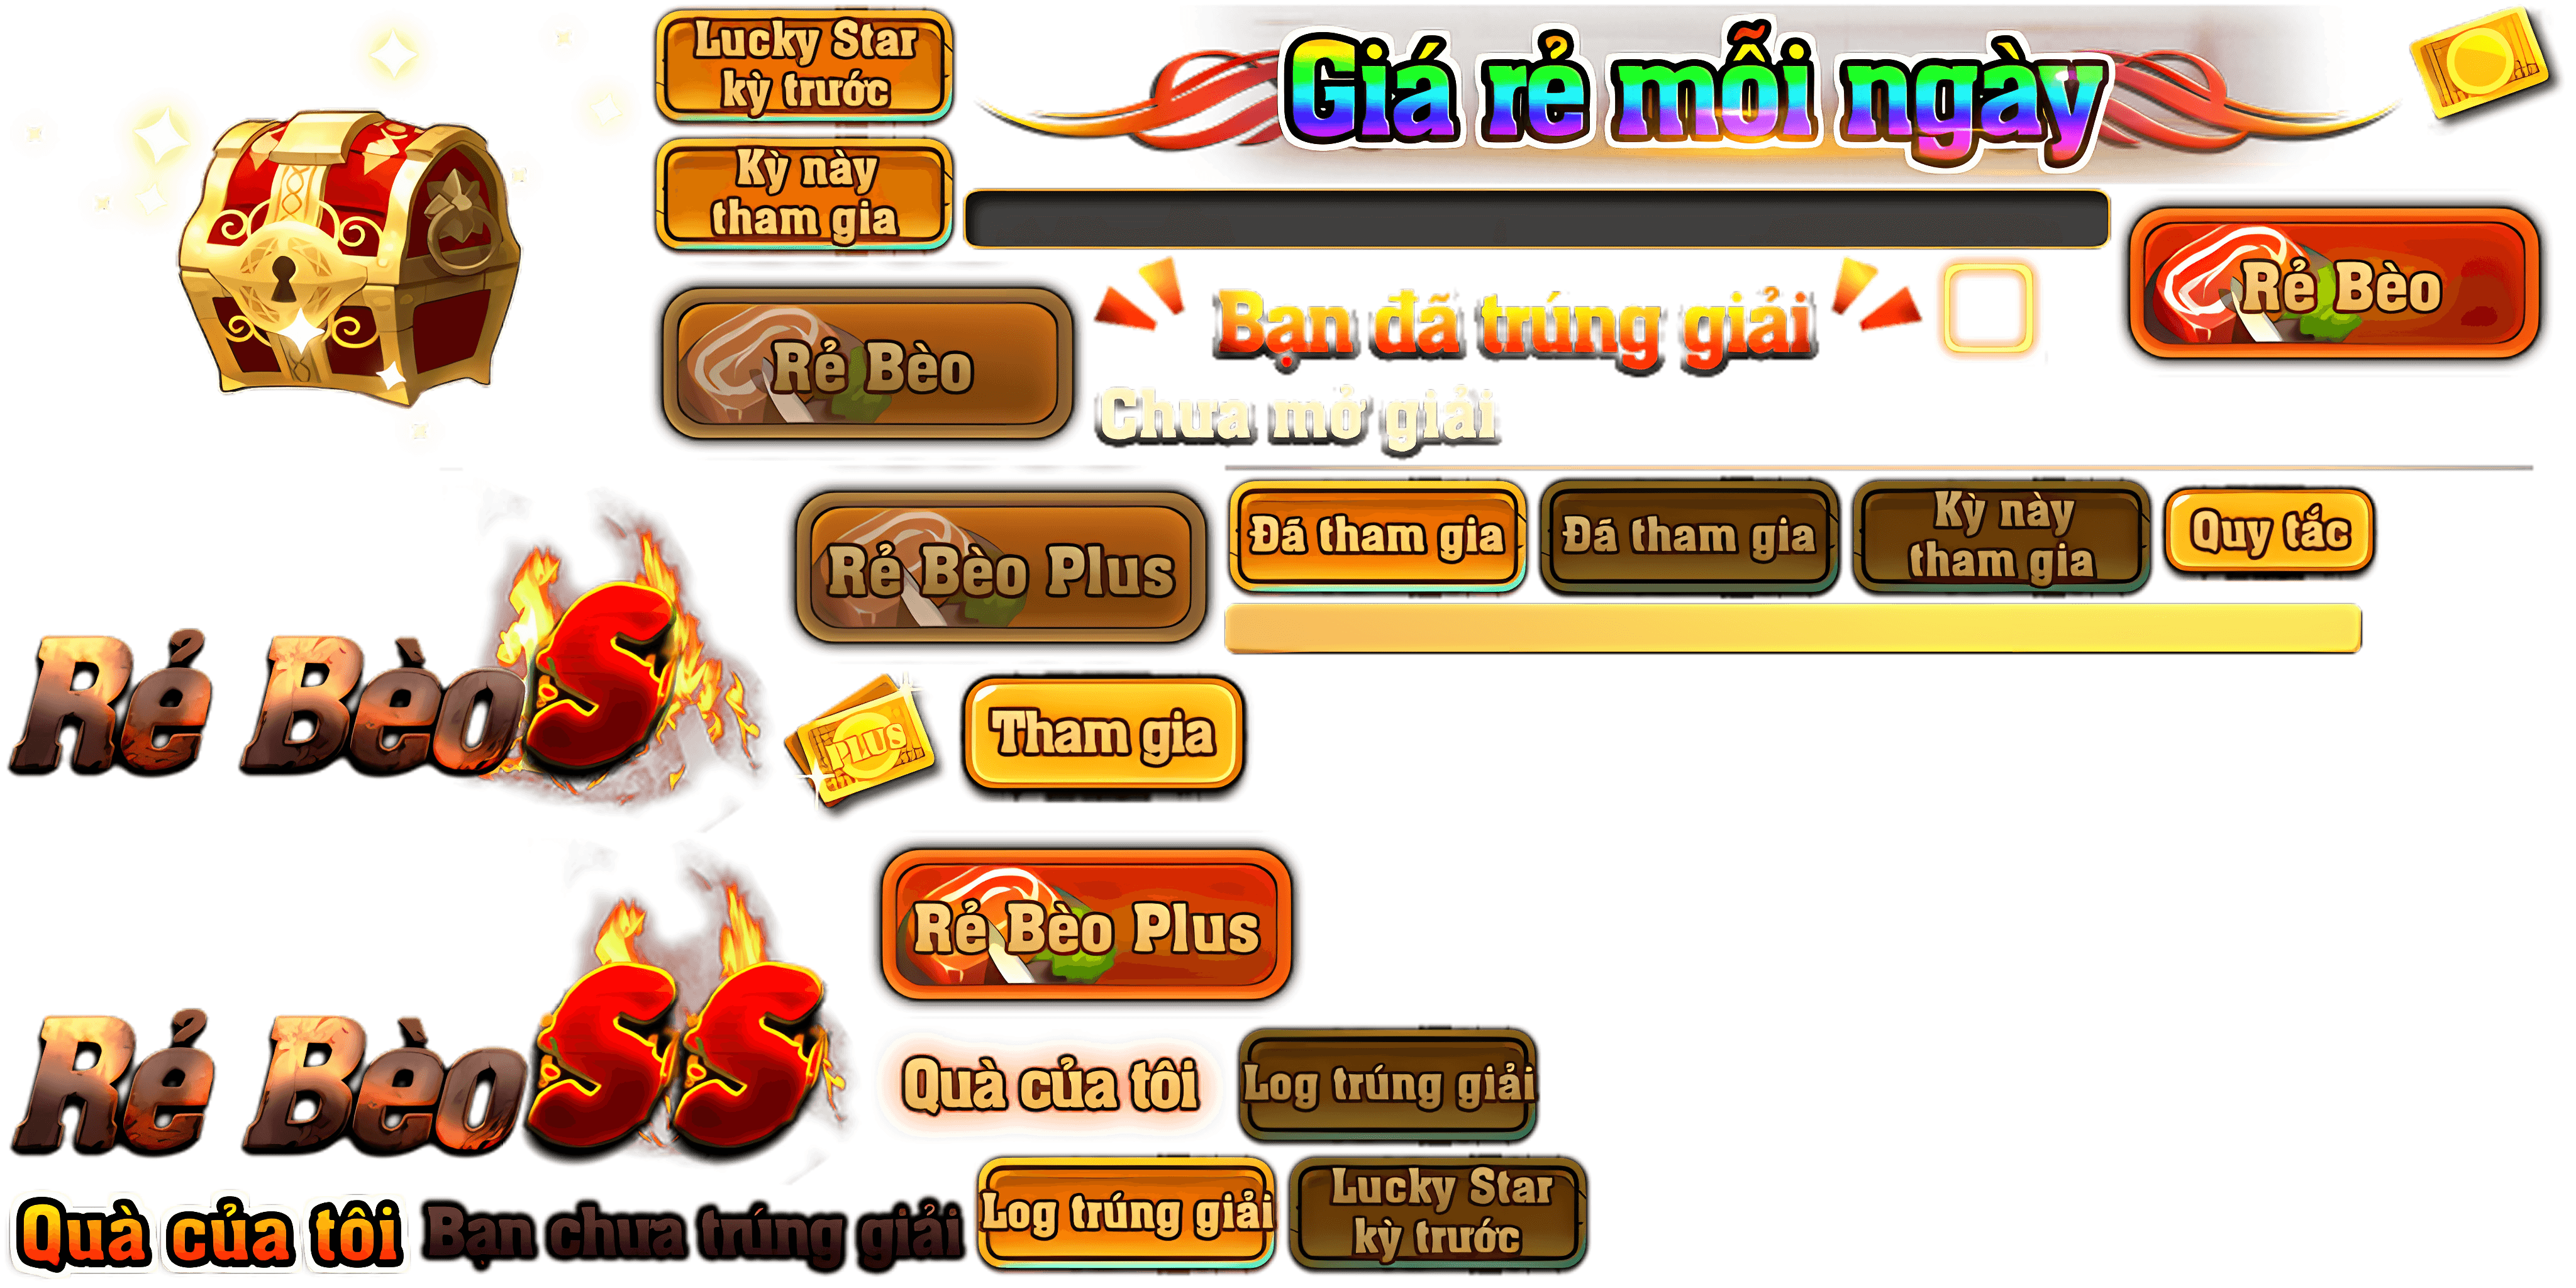 Lucky Star
kỳ trước
Giá rẻ mỗi ngày
Kỳ này
tham gia
Rẻ Bèo
Bạn đã trúng giải
Rẻ Bèo
Chưa mở giải
Rẻ Bèo S
Rẻ Bèo Plus
Đã tham gia
Đã tham gia
Kỳ này
tham gia
Quy tắc
PLUS
Tham gia
Rẻ Bèo Plus
Rẻ Bèo SS
Quà của tôi
Log trúng giải
Quà của tôi
Bạn chưa trúng giải
Log trúng giải
Lucky Star
kỳ trước